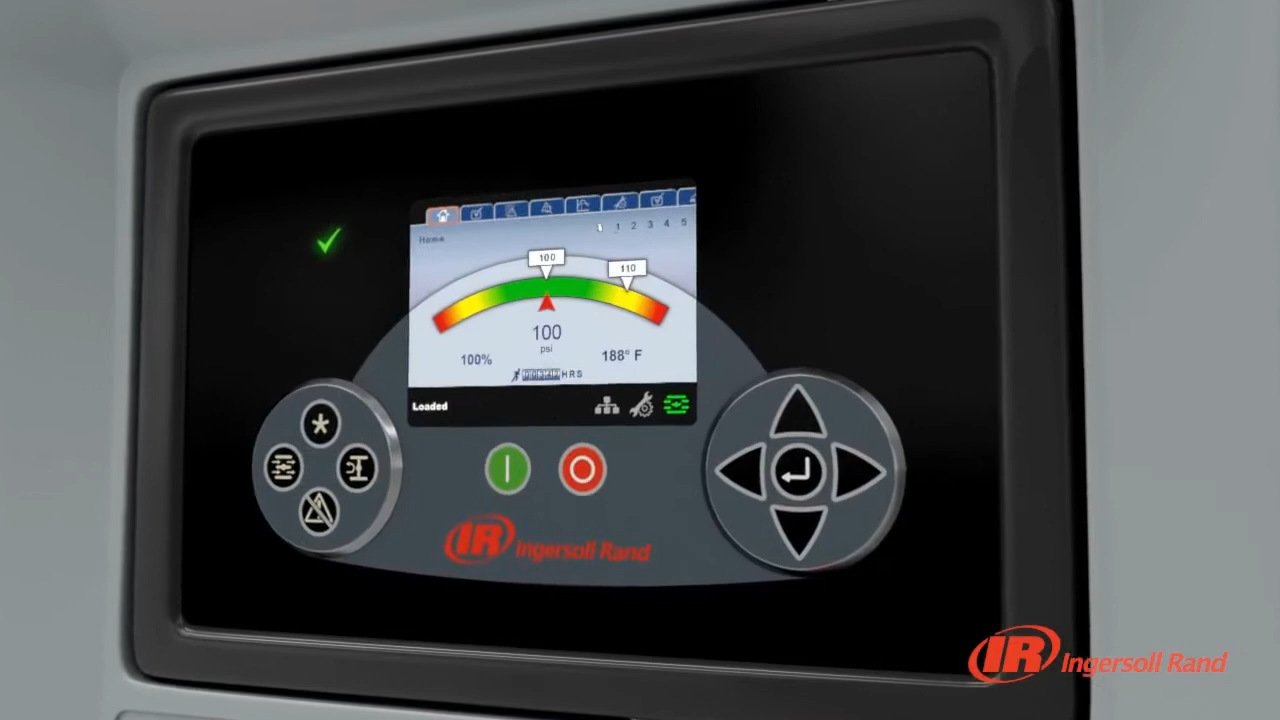 1 2 3 4 5
Home
100
110
100
psi
100%
188° F
HRS
Loaded
IR Ingersoll Rand
IR Ingersoll Rand